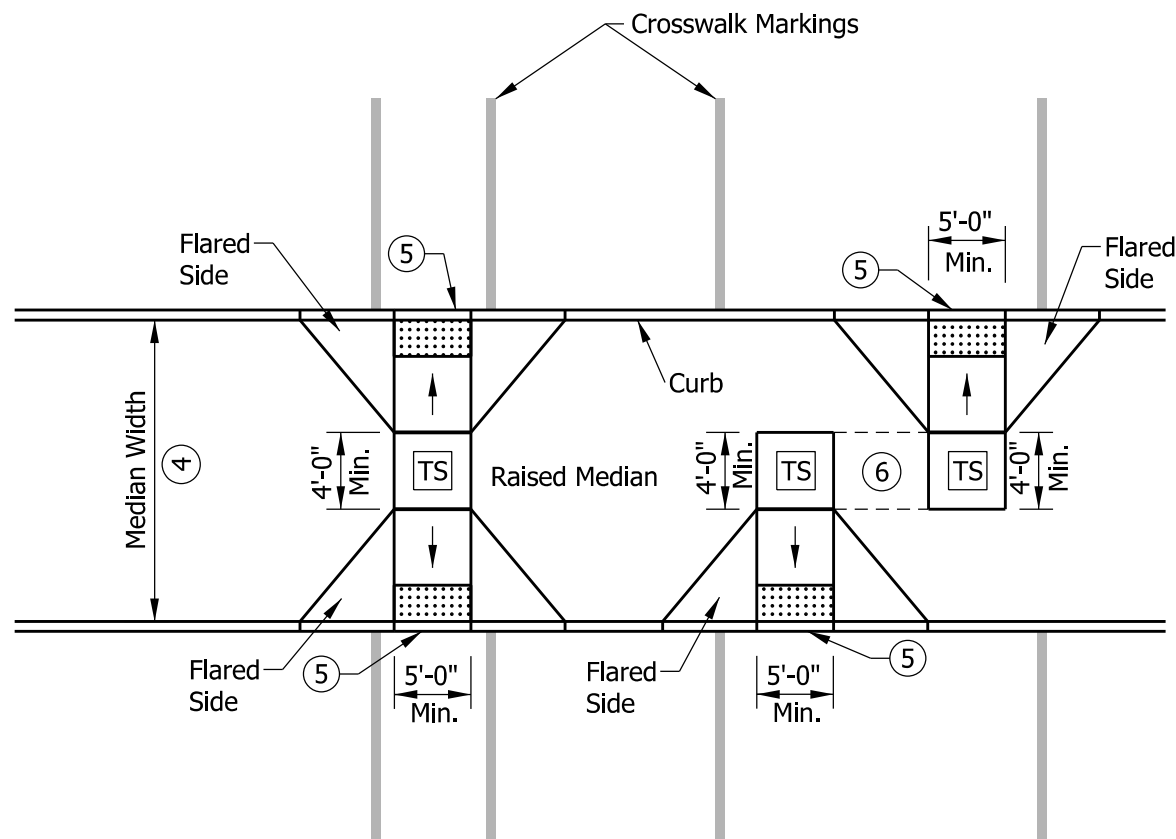 Crosswalk Markings
5'-0"
Min.
Flared
Side
5
5
Flared
Side
Curb
Median Width
4
4'-0"
Min.
TS
Raised Median
4'-0"
Min.
TS
6
TS
4'-0"
Min.
Flared
Side
5
5'-0"
Min.
Flared
Side
5'-0"
Min.
5